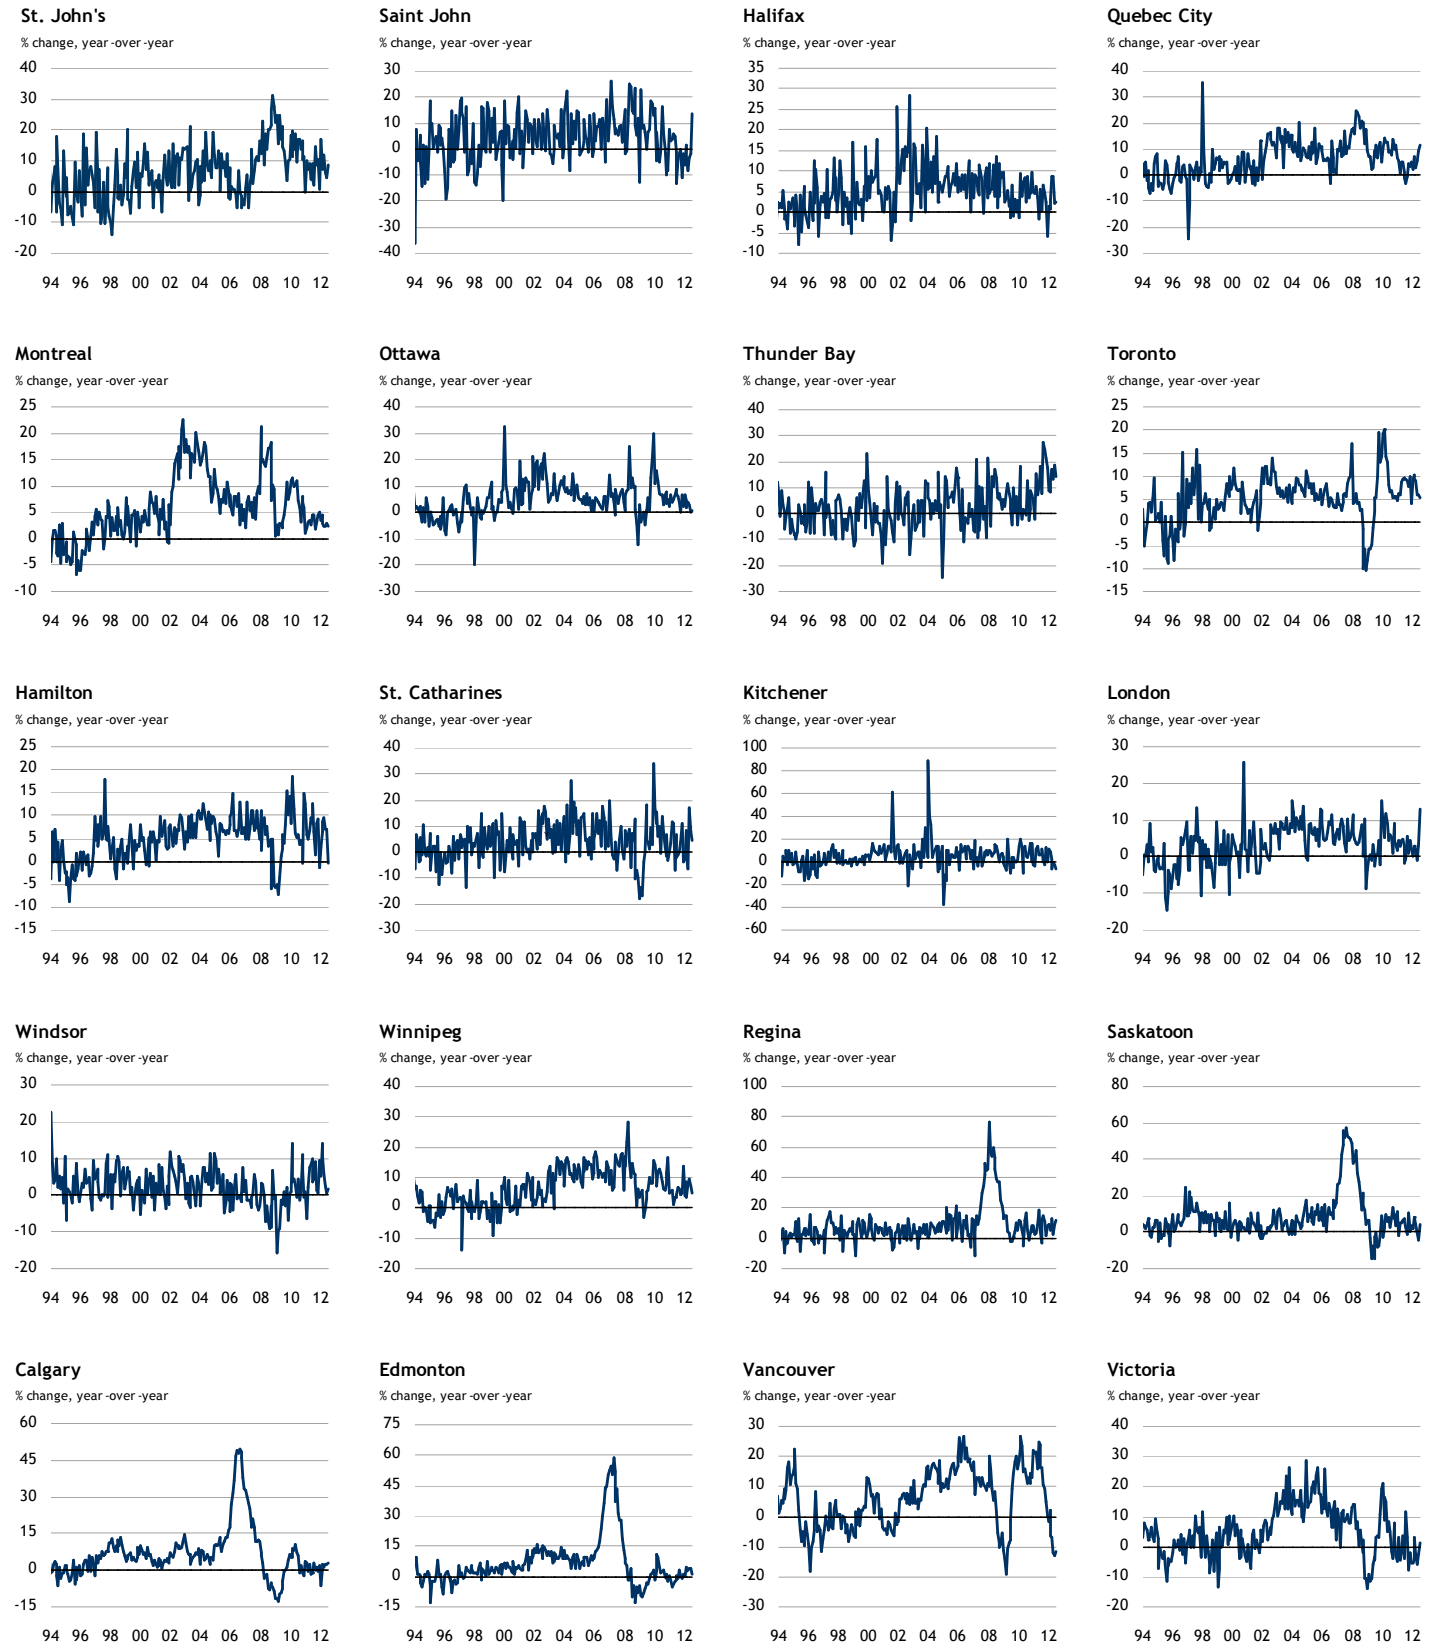 St. John's
% change, year -over -year
40
30
20
10
0
-10
-20
94 96 98 00 02 04 06 08 10 12
Saint John
% change, year -over -year
30
20
10
0
-10
-20
-30
-40
94 96 98 00 02 04 06 08 10 12
Halifax
% change, year -over -year
35
30
25
20
15
10
5
0
-5
-10
94 96 98 00 02 04 06 08 10 12
Quebec City
% change, year -over -year
40
30
20
10
0
-10
-20
-30
94 96 98 00 02 04 06 08 10 12
Montreal
% change, year -over -year
25
20
15
10
5
0
-5
-10
94 96 98 00 02 04 06 08 10 12
Ottawa
% change, year -over -year
40
30
20
10
0
-10
-20
-30
94 96 98 00 02 04 06 08 10 12
Thunder Bay
% change, year -over -year
40
30
20
10
0
-10
-20
-30
94 96 98 00 02 04 06 08 10 12
Toronto
% change, year -over -year
25
20
15
10
5
0
-5
-10
-15
94 96 98 00 02 04 06 08 10 12
Hamilton
% change, year -over -year
25
20
15
10
5
0
-5
-10
-15
94 96 98 00 02 04 06 08 10 12
St. Catharines
% change, year -over -year
40
30
20
10
0
-10
-20
-30
94 96 98 00 02 04 06 08 10 12
Kitchener
% change, year -over -year
100
80
60
40
20
0
-20
-40
-60
94 96 98 00 02 04 06 08 10 12
London
% change, year -over -year
30
20
10
0
-10
-20
94 96 98 00 02 04 06 08 10 12
Windsor
% change, year -over -year
30
20
10
0
-10
-20
94 96 98 00 02 04 06 08 10 12
Winnipeg
% change, year -over -year
40
30
20
10
0
-10
-20
94 96 98 00 02 04 06 08 10 12
Regina
% change, year -over -year
100
80
60
40
20
0
-20
94 96 98 00 02 04 06 08 10 12
Saskatoon
% change, year -over -year
80
60
40
20
0
-20
94 96 98 00 02 04 06 08 10 12
Calgary
% change, year -over -year
60
45
30
15
0
-15
94 96 98 00 02 04 06 08 10 12
Edmonton
% change, year -over -year
75
60
45
30
15
0
-15
94 96 98 00 02 04 06 08 10 12
Vancouver
% change, year -over -year
30
20
10
0
-10
-20
-30
94 96 98 00 02 04 06 08 10 12
Victoria
% change, year -over -year
40
30
20
10
0
-10
-20
94 96 98 00 02 04 06 08 10 12